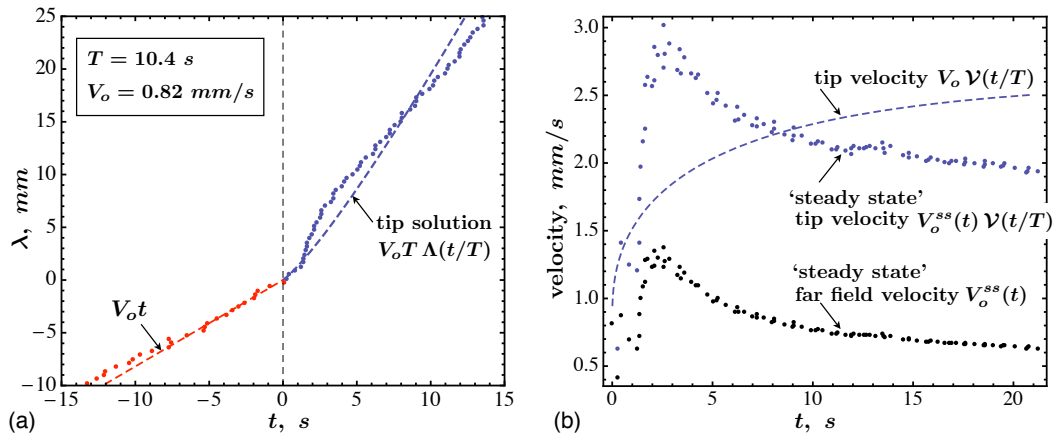 T = 10.4 s
V_o = 0.82 mm/s
λ, mm
25
20
15
10
5
0
−5
−10
tip solution
V_oT Λ(t/T)
V_ot
−15
−10
−5
0
5
10
15
t, s
(a)
velocity, mm/s
3.0
2.5
2.0
1.5
1.0
0.5
tip velocity V_o 𝒱(t/T)
‘steady state’
tip velocity V_o^{ss}(t) 𝒱(t/T)
‘steady state’
far field velocity V_o^{ss}(t)
0
5
10
15
20
t, s
(b)